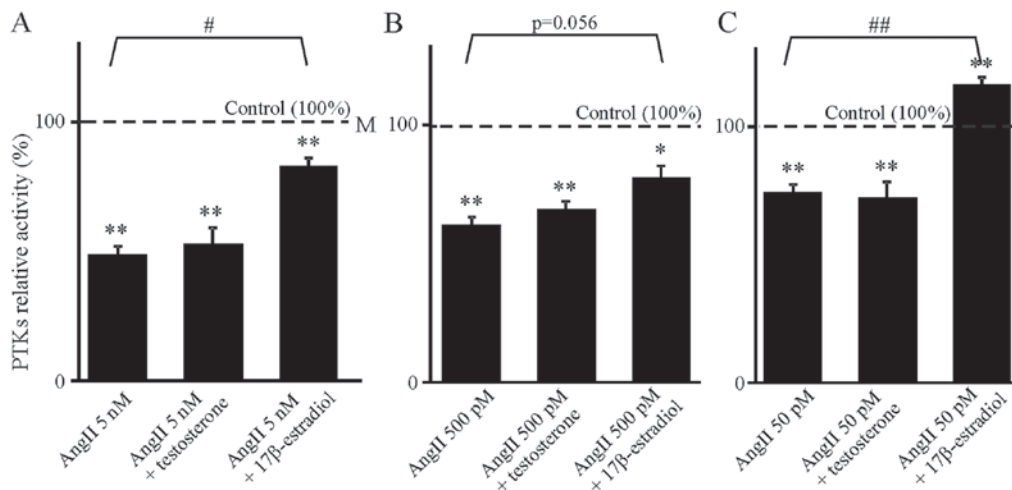 A
#
Control (100%)
100
**
**
**
PTKs relative activity (%)
0
AngII 5 nM
AngII 5 nM
+ testosterone
AngII 5 nM
+ 17β-estradiol
B
p=0.056
Control (100%)
M
100
**
**
*
0
AngII 500 pM
AngII 500 pM
+ testosterone
AngII 500 pM
+ 17β-estradiol
C
##
**
Control (100%)
100
**
**
0
AngII 50 pM
AngII 50 pM
+ testosterone
AngII 50 pM
+ 17β-estradiol